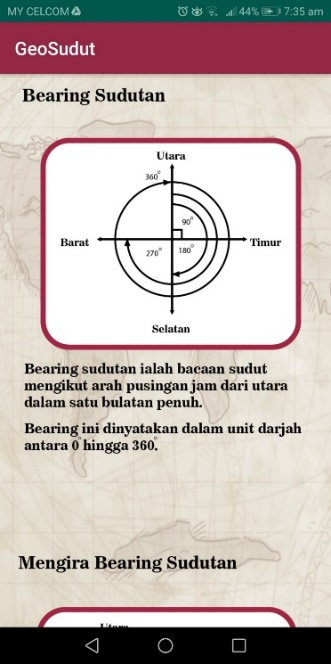 MY CELCOM 44% 7:35 am
GeoSudut
Bearing Sudutan
Utara
360°
90°
Barat
Timur
270°
180°
Selatan
Bearing sudutan ialah bacaan sudut
mengikut arah pusingan jam dari utara
dalam satu bulatan penuh.
Bearing ini dinyatakan dalam unit darjah
antara 0° hingga 360°.
Mengira Bearing Sudutan
Utara